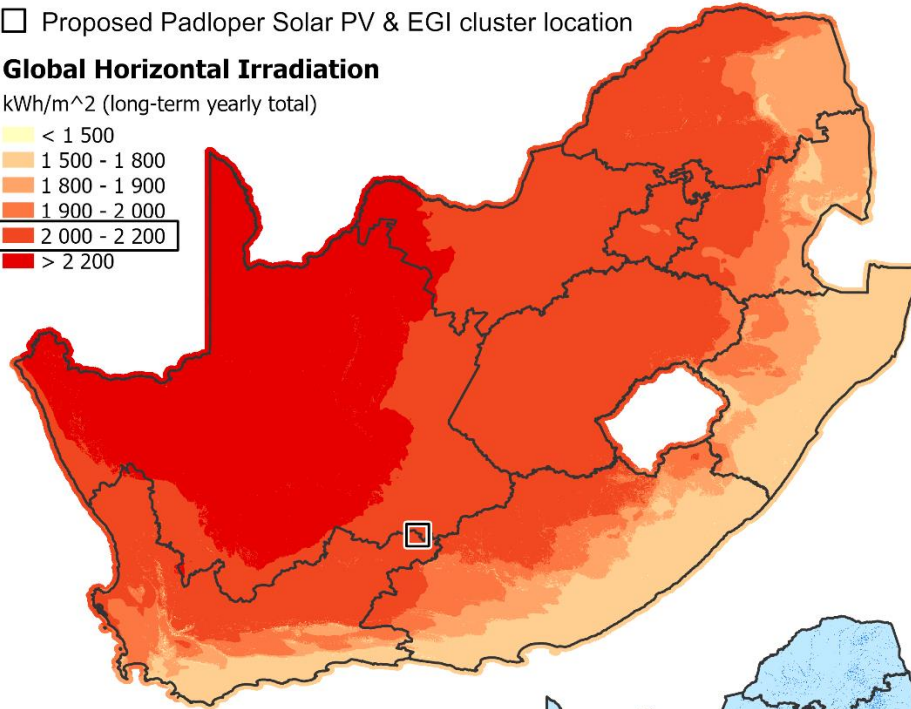 Proposed Padloper Solar PV & EGI cluster location
Global Horizontal Irradiation
kWh/m^2 (long-term yearly total)
< 1 500
1 500 - 1 800
1 800 - 1 900
1 900 - 2 000
2 000 - 2 200
> 2 200